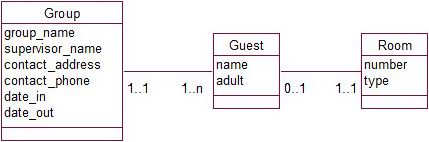 Group
group_name
supervisor_name
contact_address
contact_phone
date_in
date_out
1..1
1..n
Guest
name
adult
0..1
1..1
Room
number
type